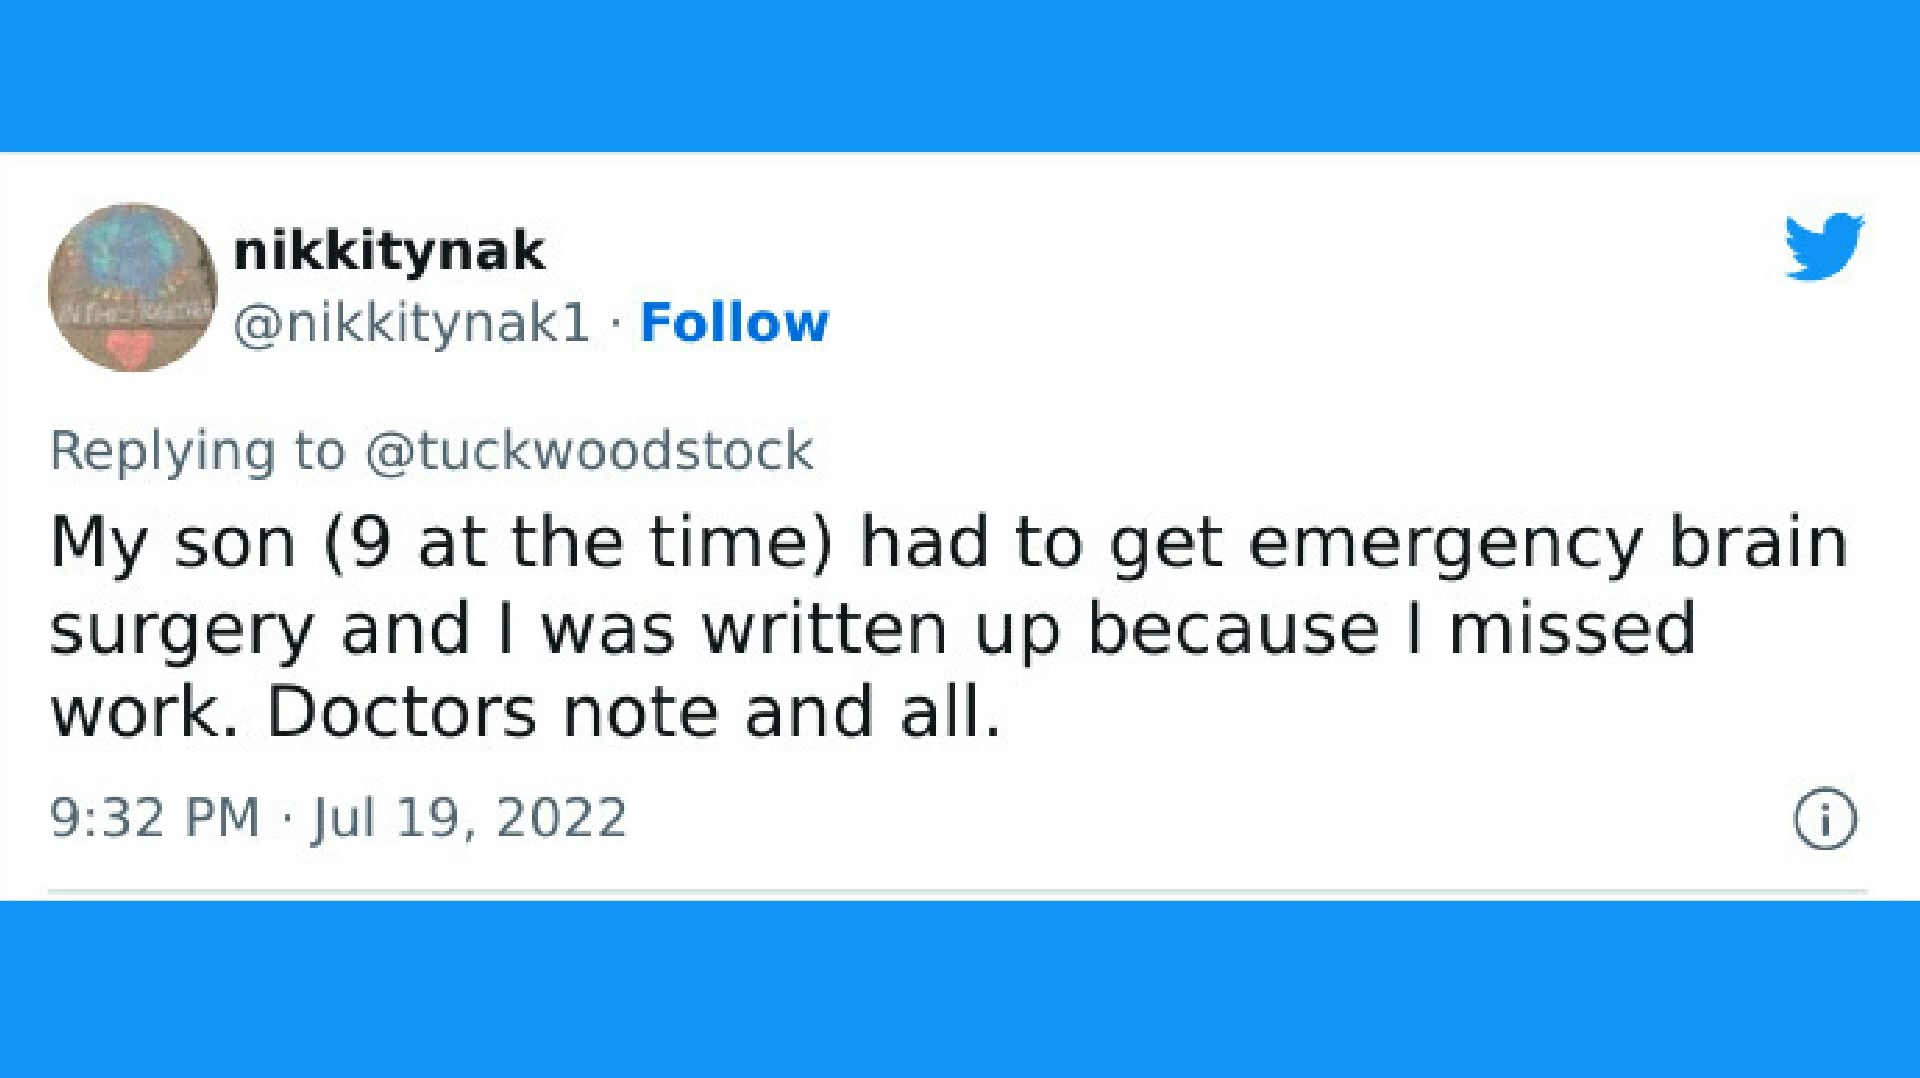 nikkitynak
@nikkitynak1 · Follow
Replying to @tuckwoodstock
My son (9 at the time) had to get emergency brain
surgery and I was written up because I missed
work. Doctors note and all.
9:32 PM · Jul 19, 2022